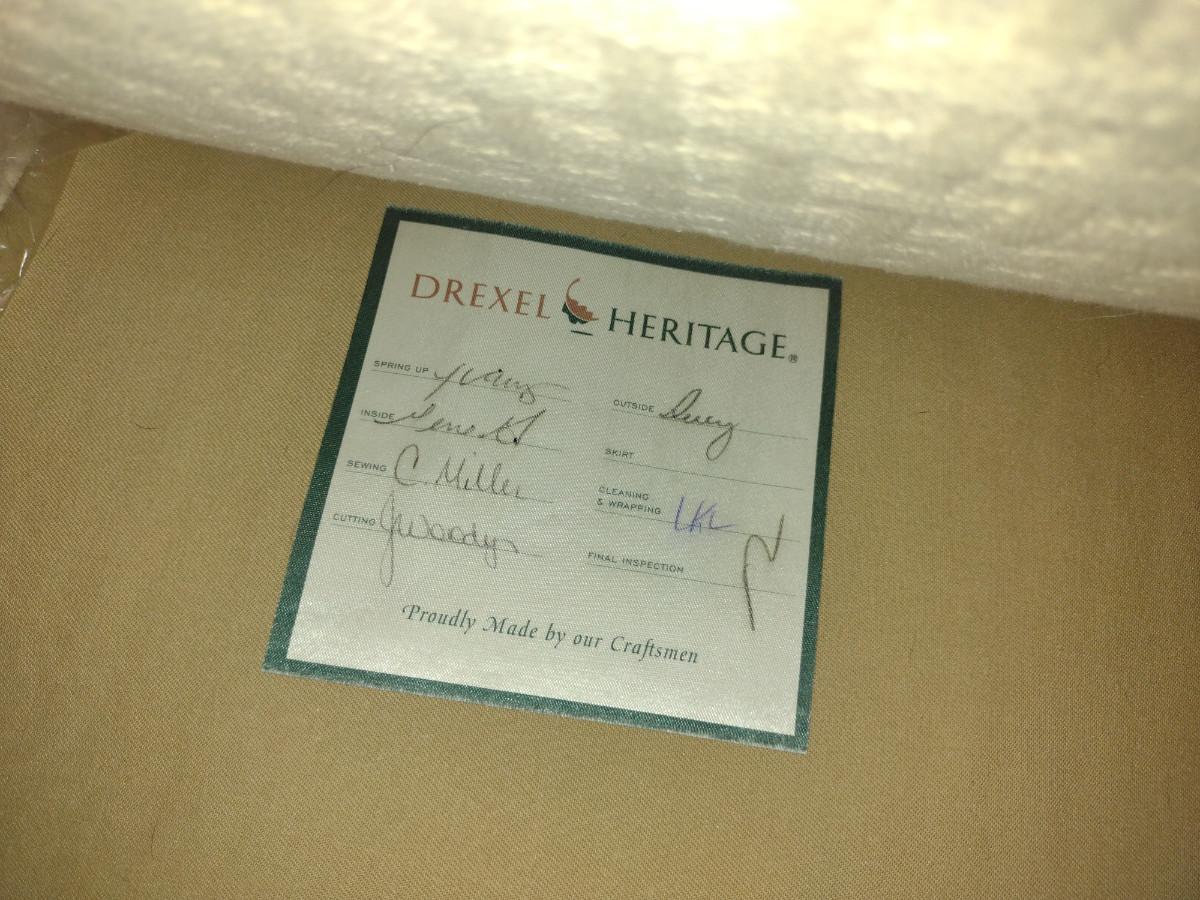 DREXEL HERITAGE®
SPRING UP
OUTSIDE
INSIDE
SKIRT
SEWING C. Miller
CLEANING
& WRAPPING
CUTTING
FINAL INSPECTION
Proudly Made by our Craftsmen